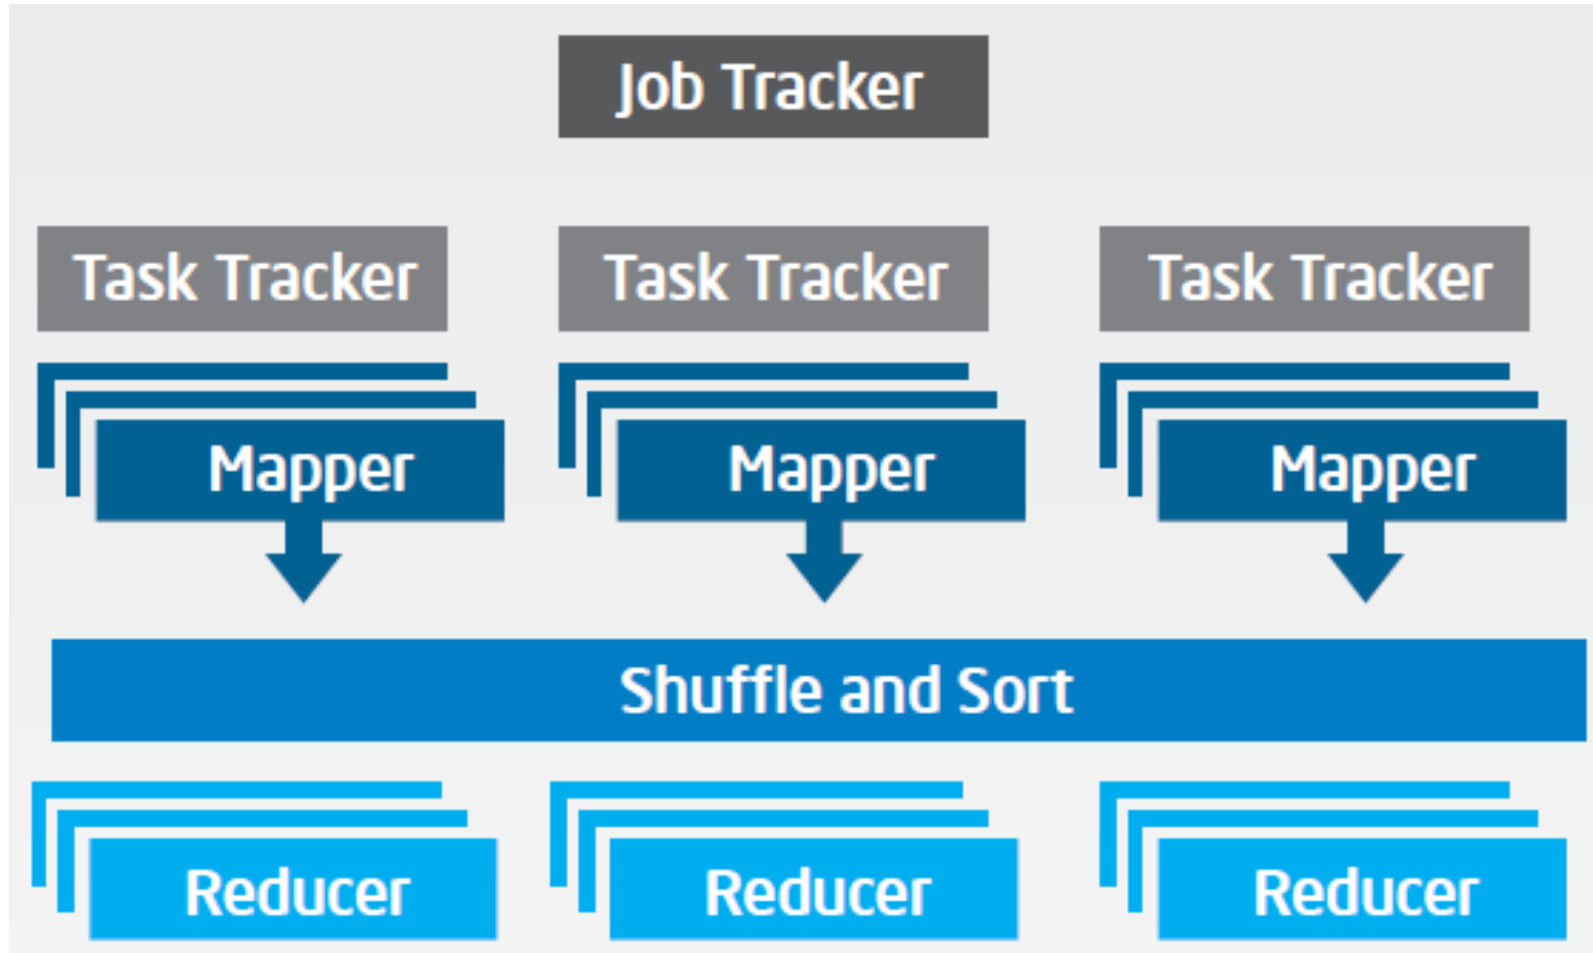 Job Tracker
Task Tracker
Task Tracker
Task Tracker
Mapper
Mapper
Mapper
Shuffle and Sort
Reducer
Reducer
Reducer